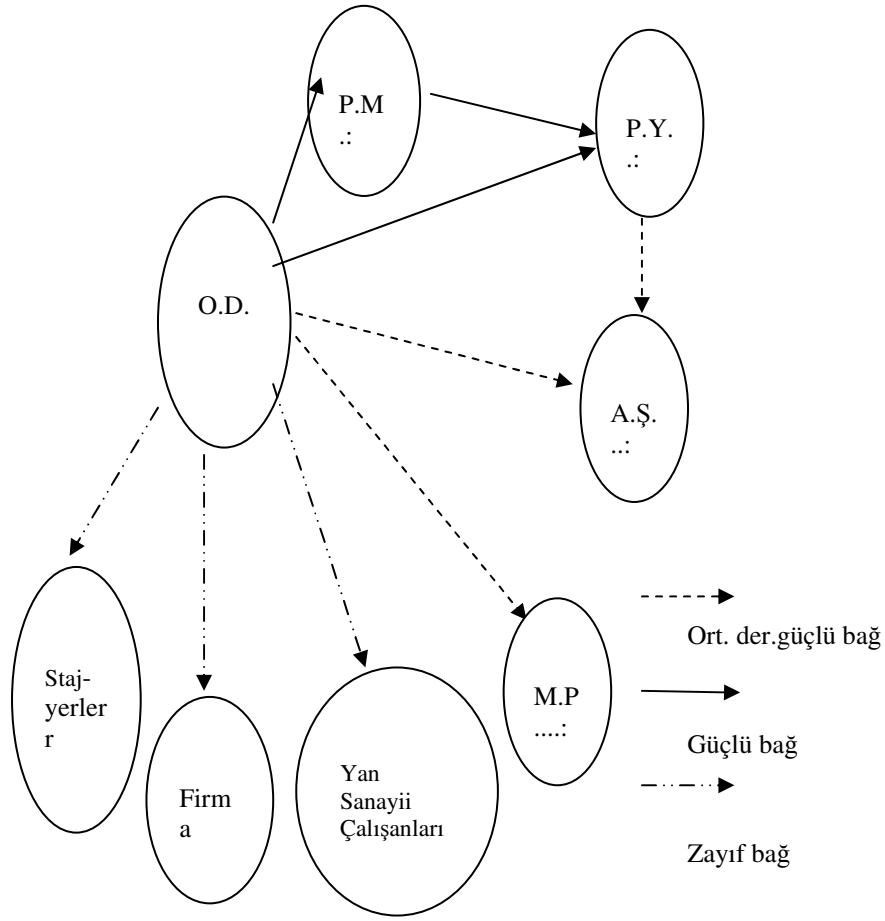 P.M
.:
P.Y.
.:
O.D.
A.Ş.
..:
Staj-
yerler
r
Firm
a
Yan
Sanayii
Çalışanları
M.P
....:
Ort. der.güçlü bağ
Güçlü bağ
Zayıf bağ